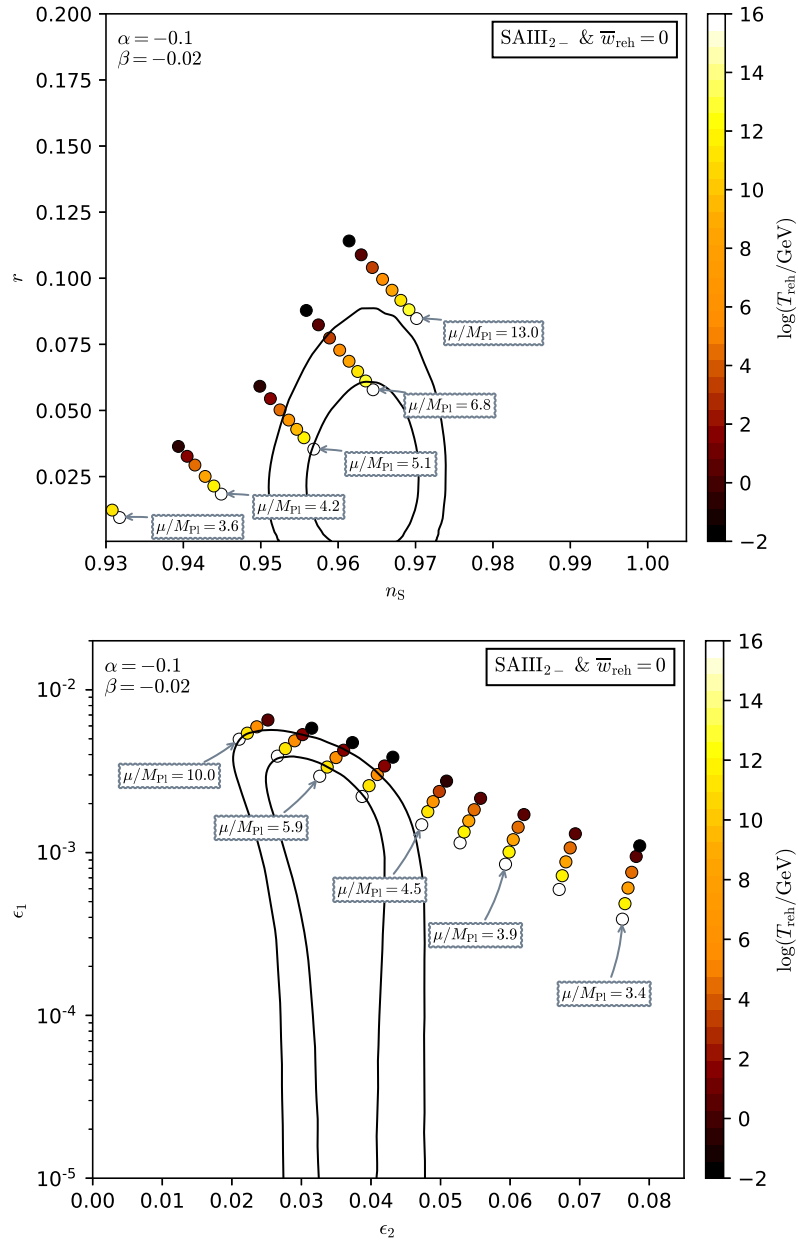 α = −0.1
β = −0.02
SAIII₂₋ & w̅reh = 0
0.200
0.175
0.150
0.125
0.100
0.075
0.050
0.025
r
μ/MPl = 13.0
μ/MPl = 6.8
μ/MPl = 5.1
μ/MPl = 4.2
μ/MPl = 3.6
0.93
0.94
0.95
0.96
0.97
0.98
0.99
1.00
nS
16
14
12
10
8
6
4
2
0
−2
log(Treh/GeV)
α = −0.1
β = −0.02
SAIII₂₋ & w̅reh = 0
10⁻²
10⁻³
10⁻⁴
10⁻⁵
ϵ₁
μ/MPl = 10.0
μ/MPl = 5.9
μ/MPl = 4.5
μ/MPl = 3.9
μ/MPl = 3.4
0.00
0.01
0.02
0.03
0.04
0.05
0.06
0.07
0.08
ϵ₂
16
14
12
10
8
6
4
2
0
−2
log(Treh/GeV)